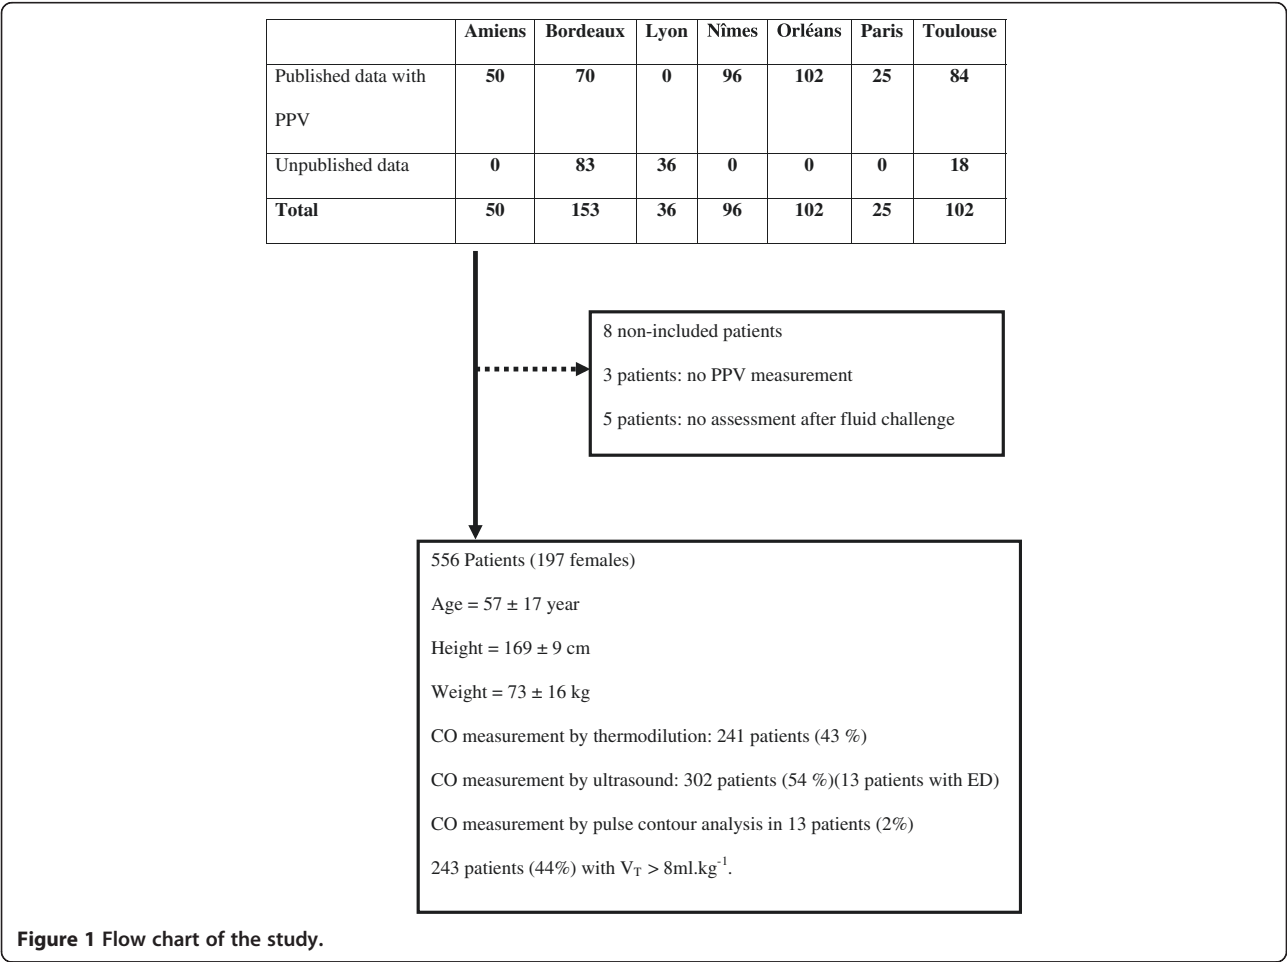 Amiens Bordeaux Lyon Nîmes Orléans Paris Toulouse
Published data with PPV 50 70 0 96 102 25 84
Unpublished data 0 83 36 0 0 0 18
Total 50 153 36 96 102 25 102
8 non-included patients
3 patients: no PPV measurement
5 patients: no assessment after fluid challenge
556 Patients (197 females)
Age = 57 ± 17 year
Height = 169 ± 9 cm
Weight = 73 ± 16 kg
CO measurement by thermodilution: 241 patients (43 %)
CO measurement by ultrasound: 302 patients (54 %)(13 patients with ED)
CO measurement by pulse contour analysis in 13 patients (2%)
243 patients (44%) with V_T > 8ml.kg^-1.
Figure 1 Flow chart of the study.